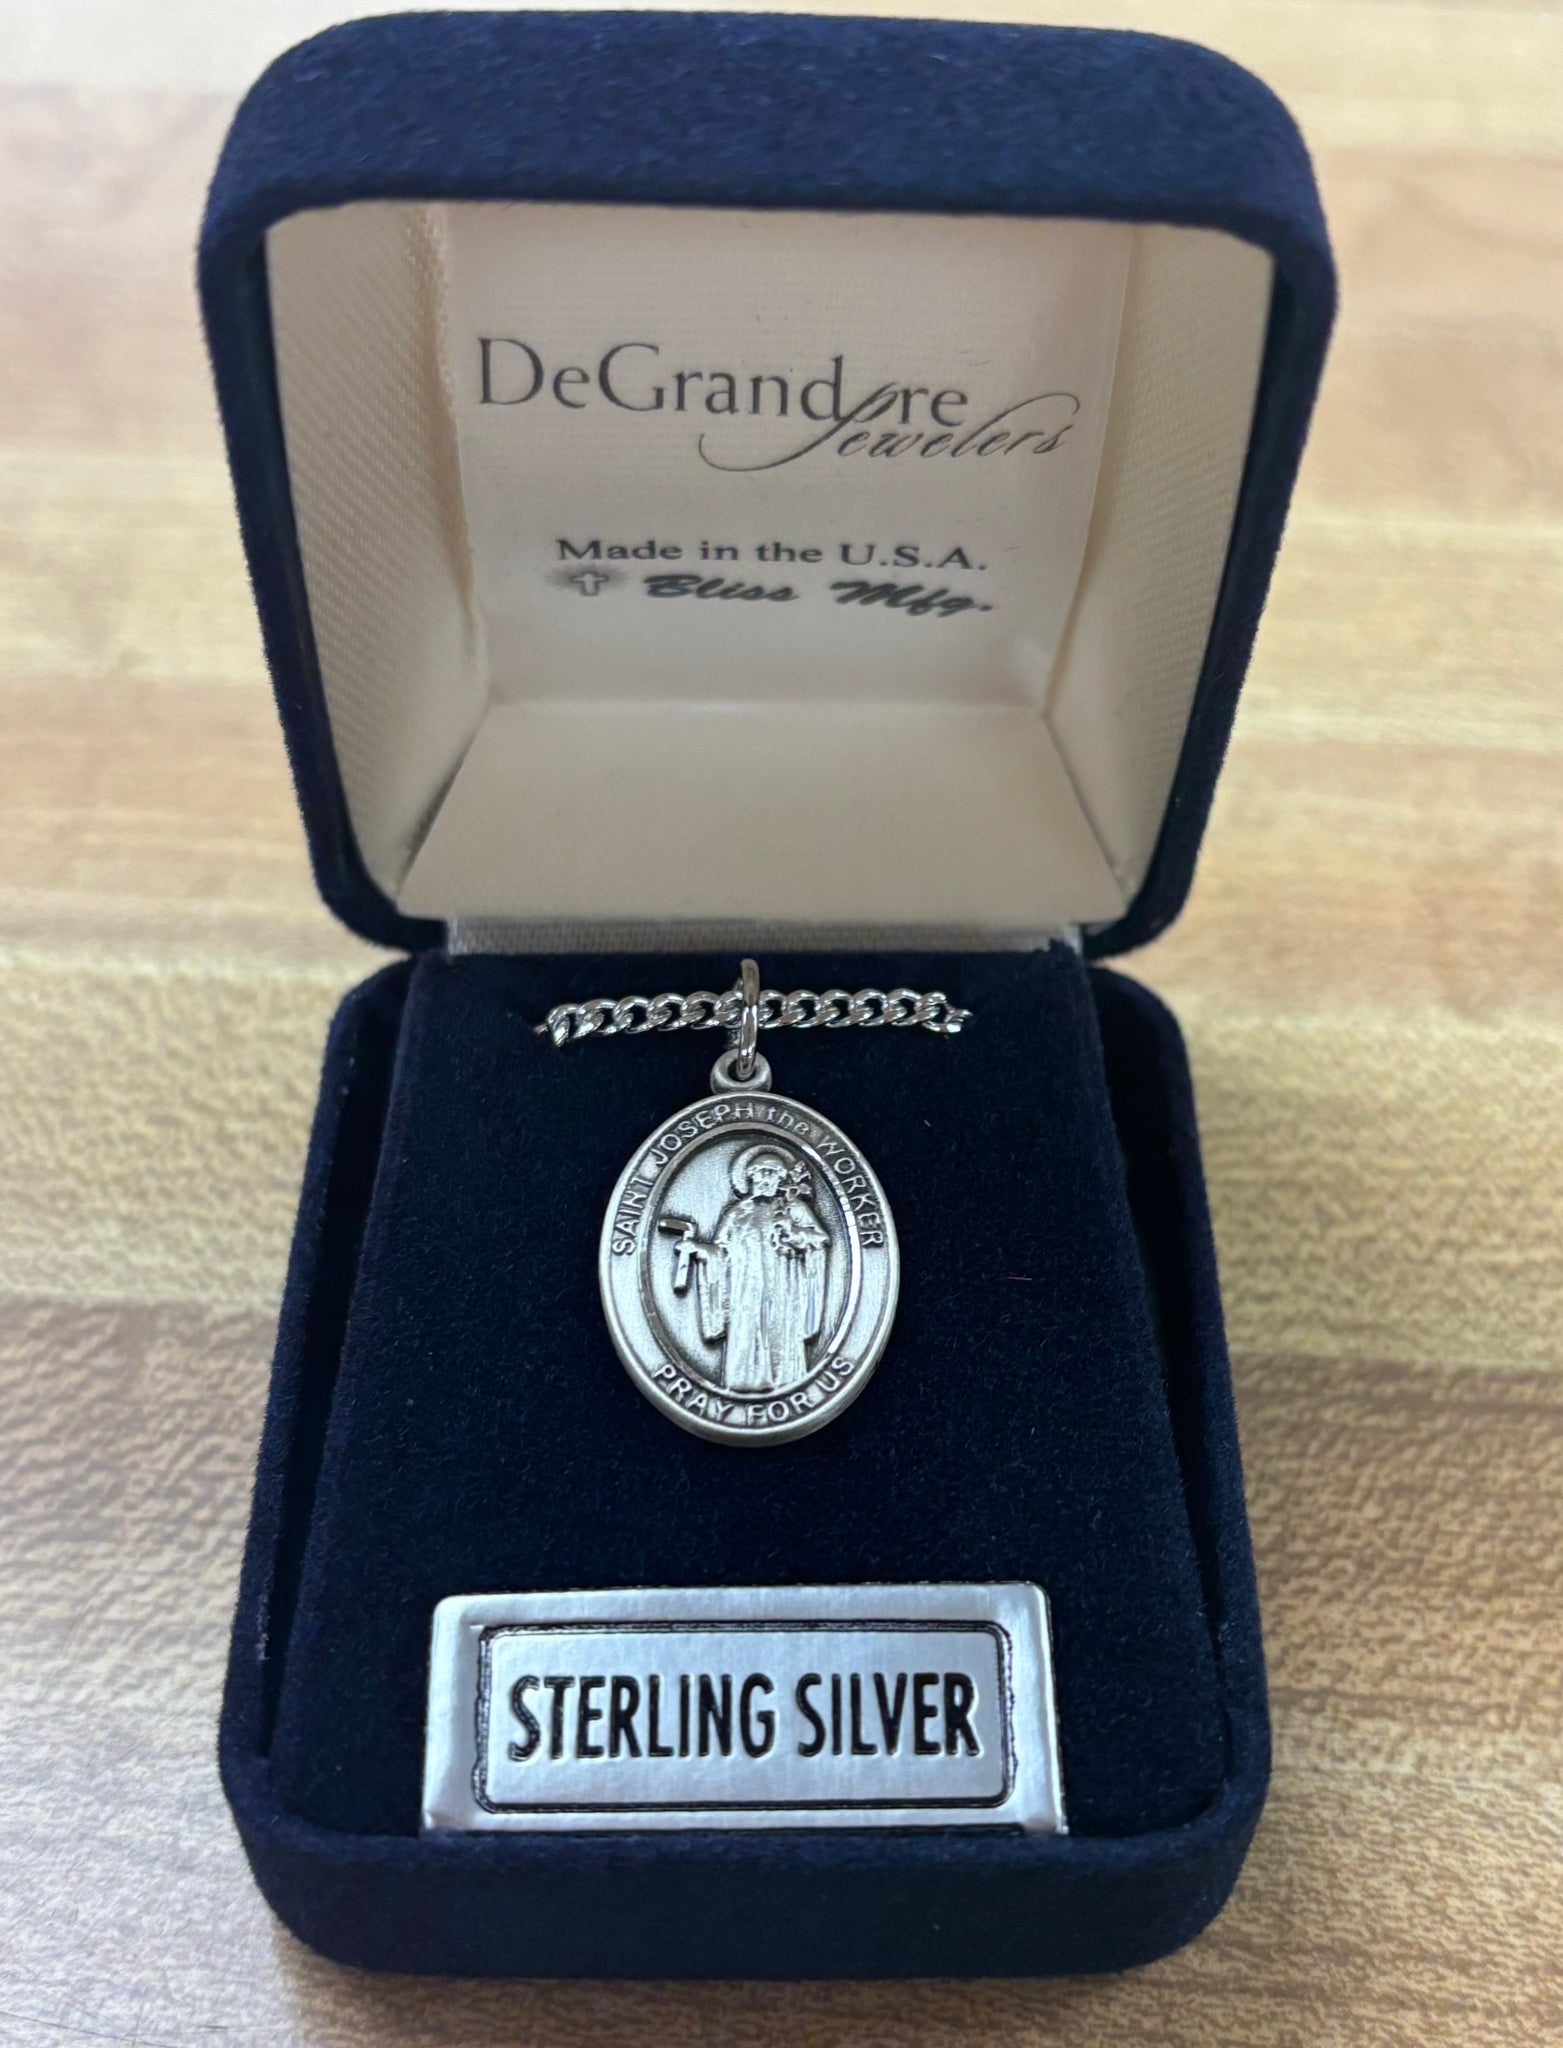 DeGrandpre
Jewelers
Made in the U.S.A.
Bliss Mfg.
SAINT JOSEPH the WORKER
PRAY FOR US
STERLING SILVER